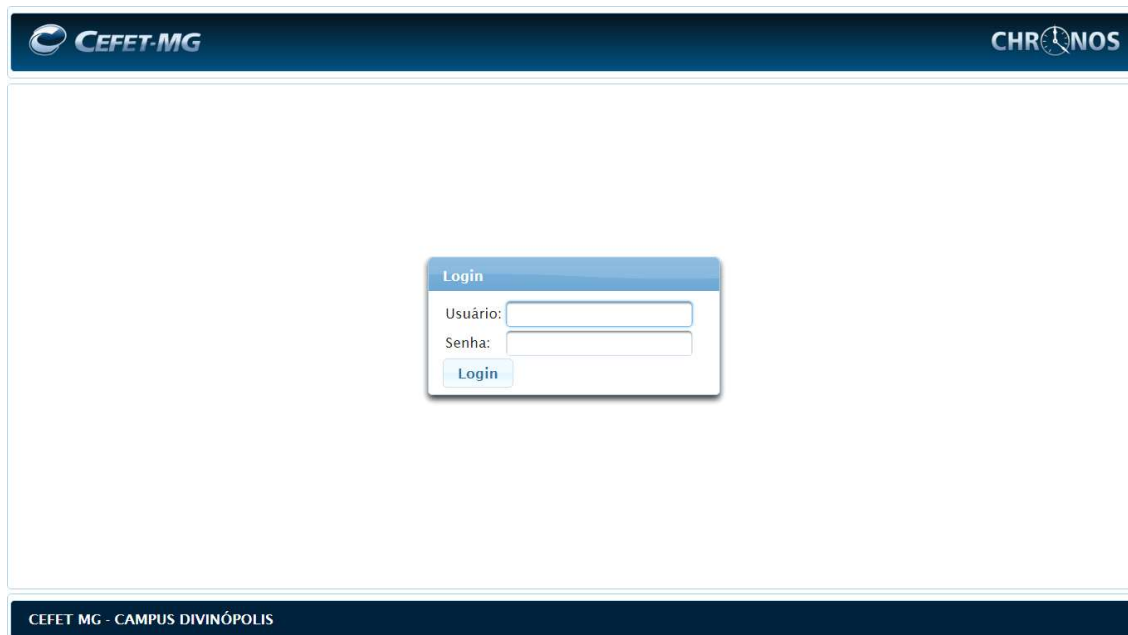 CEFET-MG
CHRONOS
Login
Usuário:
Senha:
Login
CEFET MG - CAMPUS DIVINÓPOLIS